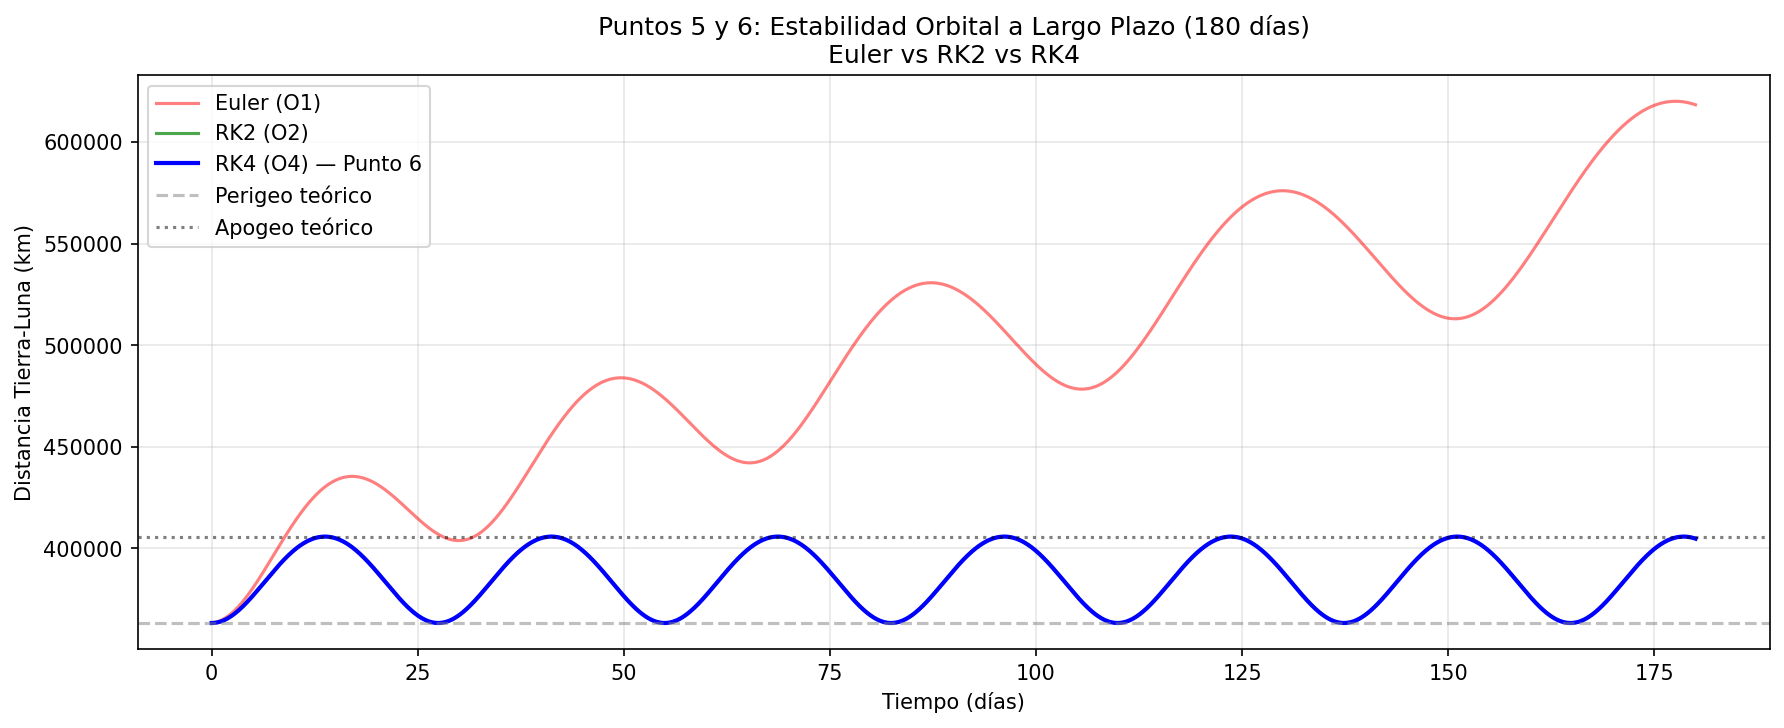 Puntos 5 y 6: Estabilidad Orbital a Largo Plazo (180 días)
Euler vs RK2 vs RK4
Euler (O1)
RK2 (O2)
RK4 (O4) — Punto 6
Perigeo teórico
Apogeo teórico
Distancia Tierra-Luna (km)
600000
550000
500000
450000
400000
0 25 50 75 100 125 150 175
Tiempo (días)